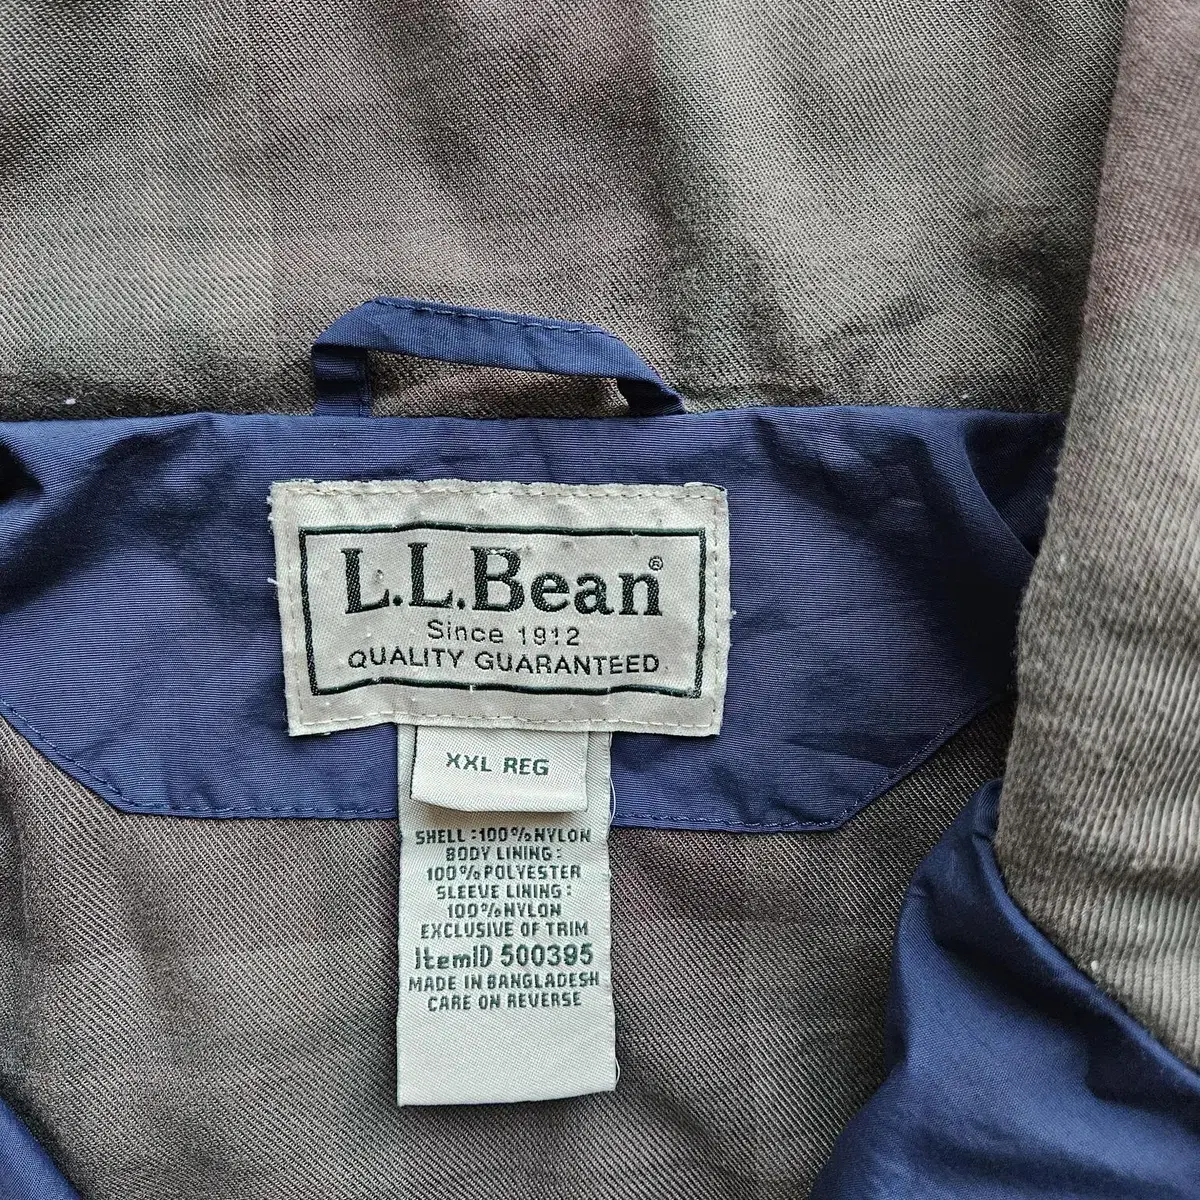 L.L.Bean®
Since 1912
QUALITY GUARANTEED
XXL REG
SHELL:100%NYLON
BODY LINING:
100%POLYESTER
SLEEVE LINING:
100%NYLON
EXCLUSIVE OF TRIM
ItemID 500395
MADE IN BANGLADESH
CARE ON REVERSE